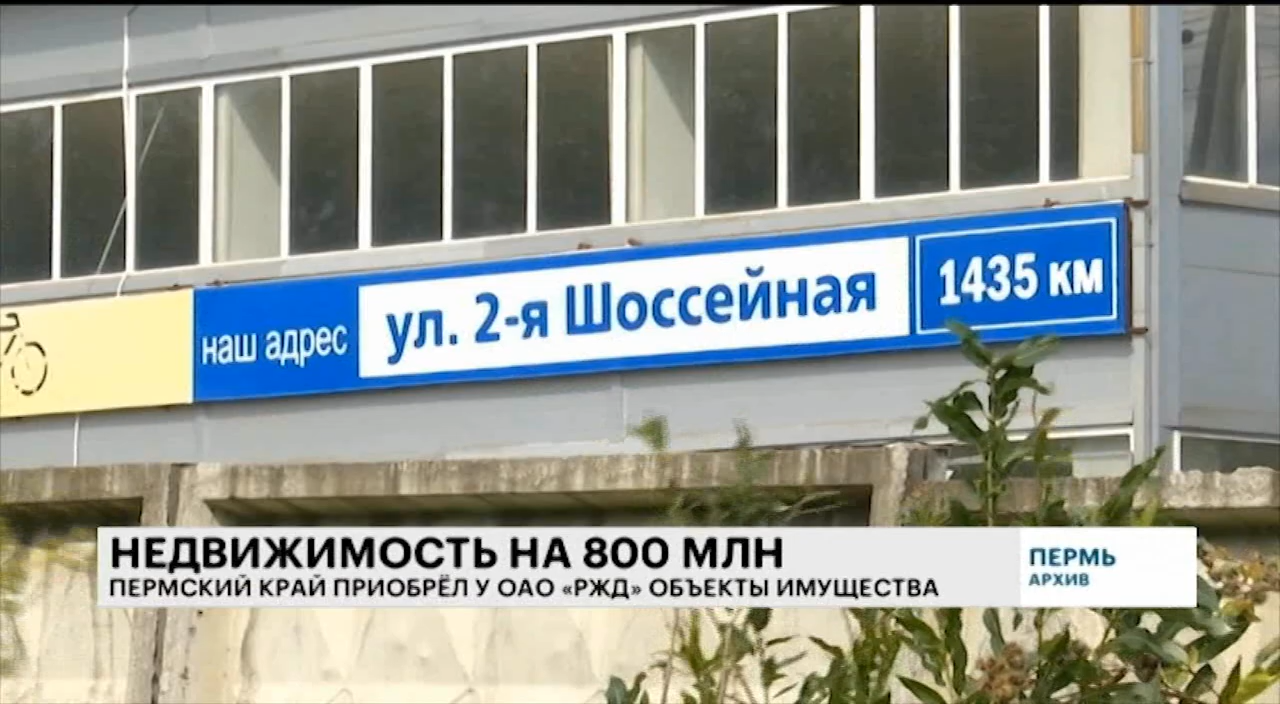 наш адрес ул. 2-я Шоссейная 1435 км
НЕДВИЖИМОСТЬ НА 800 МЛН
ПЕРМСКИЙ КРАЙ ПРИОБРЁЛ У ОАО «РЖД» ОБЪЕКТЫ ИМУЩЕСТВА
ПЕРМЬ
АРХИВ